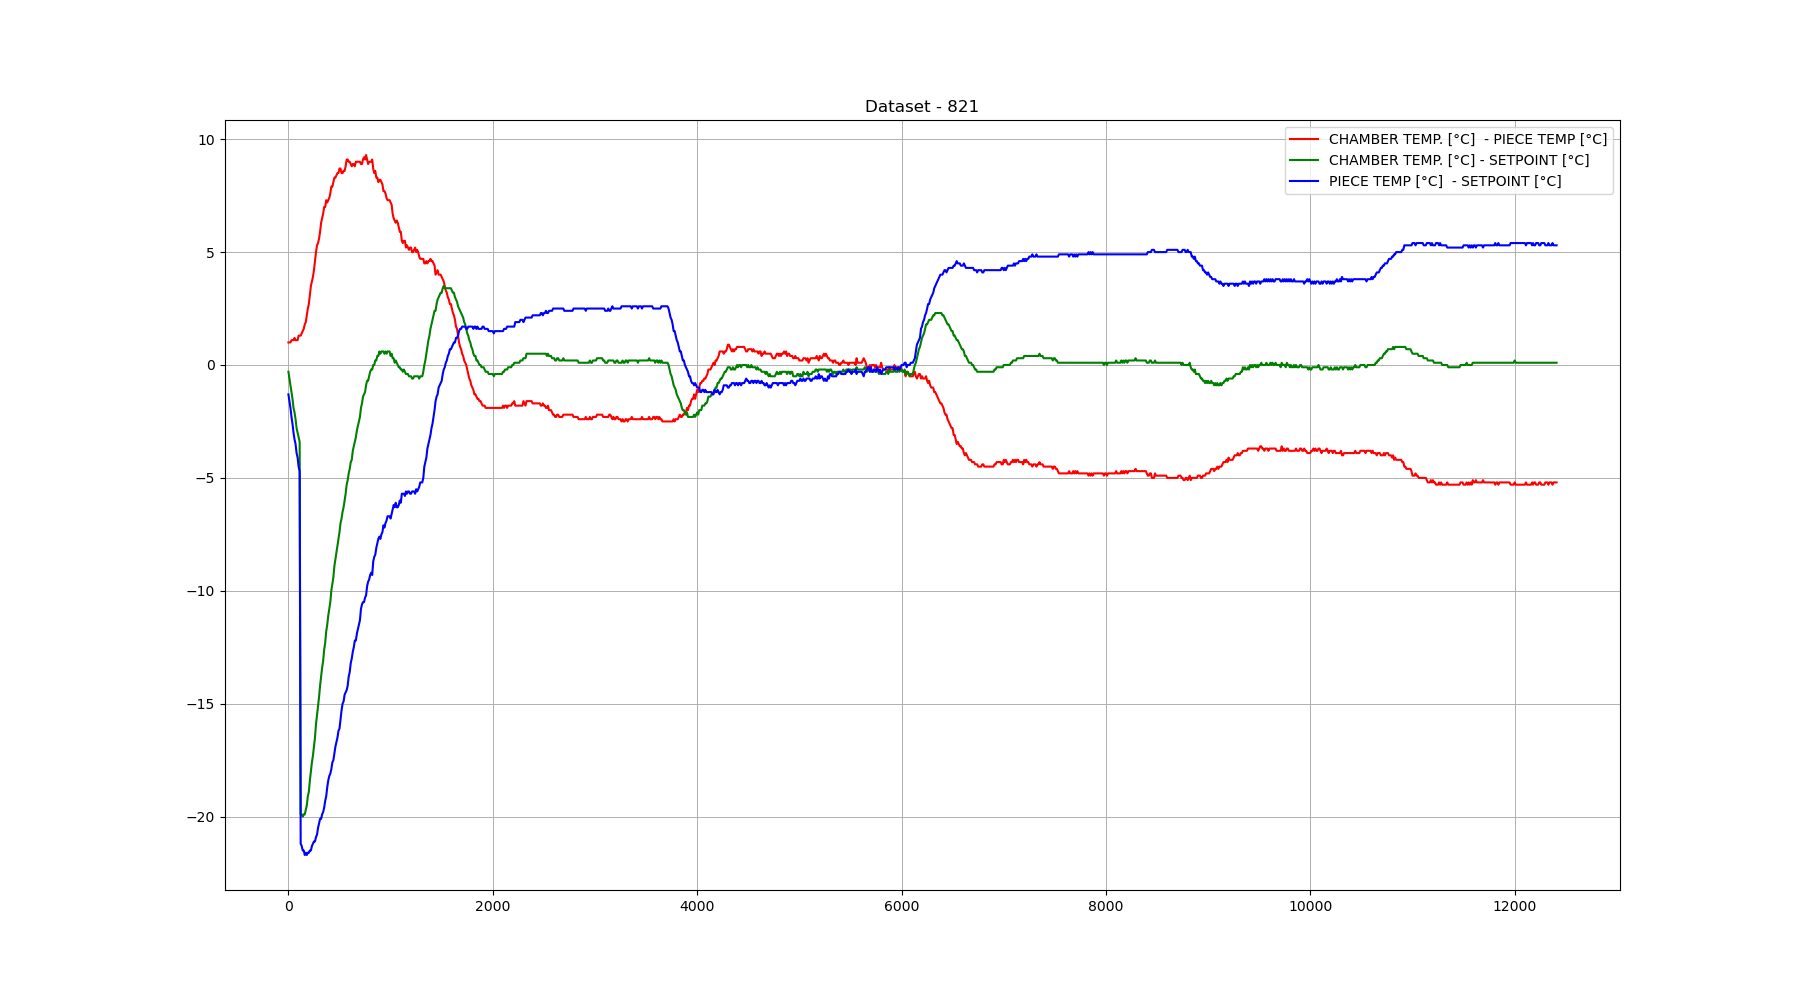 Dataset - 821
CHAMBER TEMP. [°C]  - PIECE TEMP [°C]
CHAMBER TEMP. [°C] - SETPOINT [°C]
PIECE TEMP [°C]  - SETPOINT [°C]
10
5
0
−5
−10
−15
−20
0 2000 4000 6000 8000 10000 12000